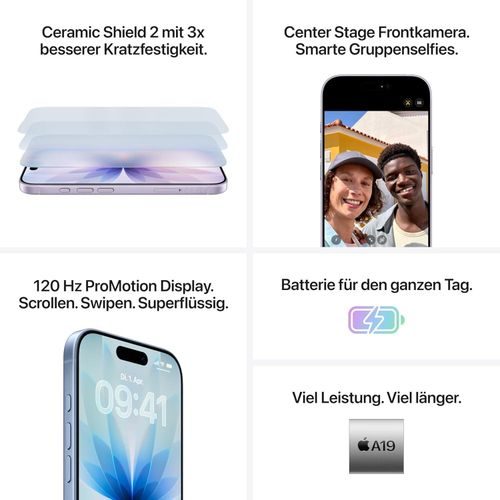 Ceramic Shield 2 mit 3x
besserer Kratzfestigkeit.
Center Stage Frontkamera.
Smarte Gruppenselfies.
120 Hz ProMotion Display.
Scrollen. Swipen. Superflüssig.
Di. 1. Apr.
09:41
Batterie für den ganzen Tag.
Viel Leistung. Viel länger.
A19